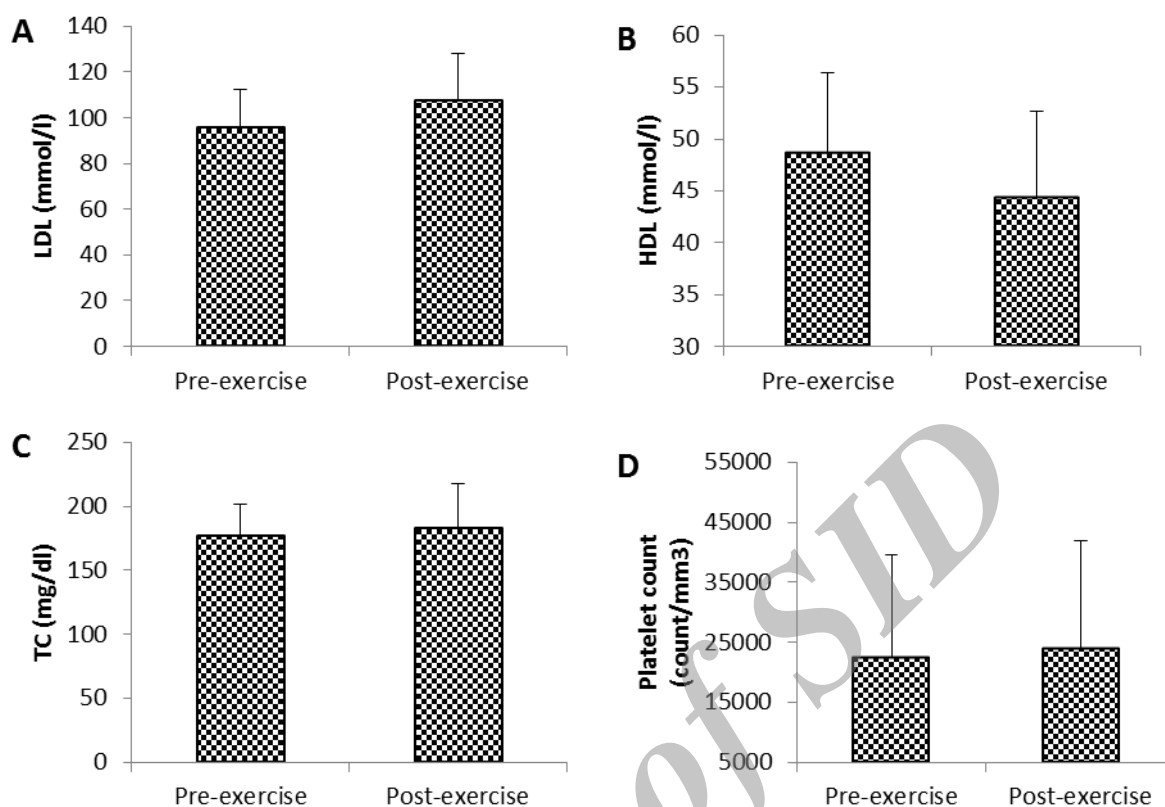 A
LDL (mmol/l)
140
120
100
80
60
40
20
0
Pre-exercise Post-exercise
B
HDL (mmol/l)
60
55
50
45
40
35
30
Pre-exercise Post-exercise
C
TC (mg/dl)
250
200
150
100
50
0
Pre-exercise Post-exercise
D
Platelet count
(count/mm3)
55000
45000
35000
25000
15000
5000
Pre-exercise Post-exercise
of SID